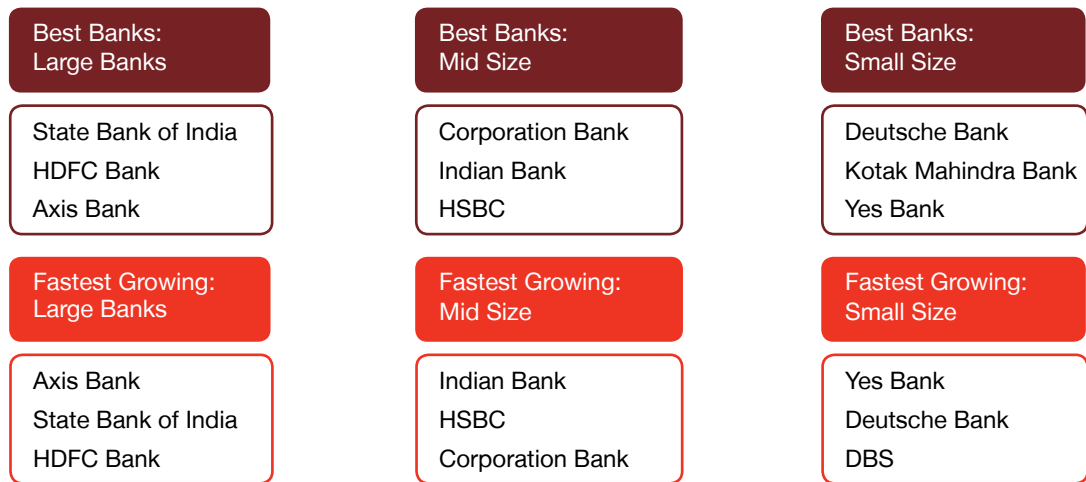 Best Banks:
Large Banks
State Bank of India
HDFC Bank
Axis Bank
Best Banks:
Mid Size
Corporation Bank
Indian Bank
HSBC
Best Banks:
Small Size
Deutsche Bank
Kotak Mahindra Bank
Yes Bank
Fastest Growing:
Large Banks
Axis Bank
State Bank of India
HDFC Bank
Fastest Growing:
Mid Size
Indian Bank
HSBC
Corporation Bank
Fastest Growing:
Small Size
Yes Bank
Deutsche Bank
DBS